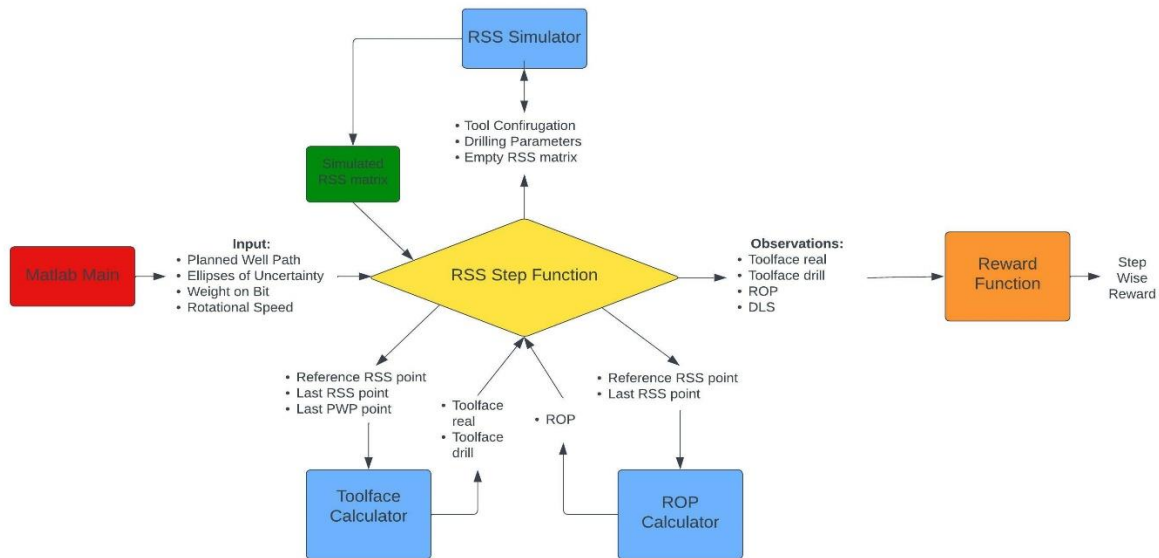 RSS Simulator
• Tool Confirugation
• Drilling Parameters
• Empty RSS matrix
Simulated
RSS matrix
Matlab Main
Input:
• Planned Well Path
• Ellipses of Uncertainty
• Weight on Bit
• Rotational Speed
RSS Step Function
Observations:
• Toolface real
• Toolface drill
• ROP
• DLS
Reward
Function
Step
Wise
Reward
• Reference RSS point
• Last RSS point
• Last PWP point
• Toolface
real
• Toolface
drill
• ROP
• Reference RSS point
• Last RSS point
Toolface
Calculator
ROP
Calculator